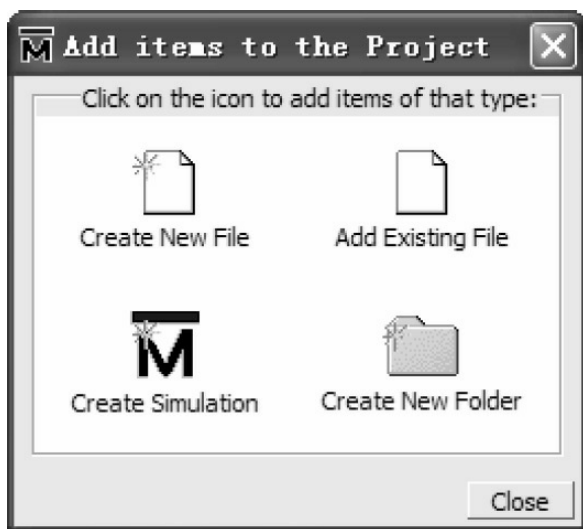 Add items to the Project
Click on the icon to add items of that type:
Create New File
Add Existing File
Create Simulation
Create New Folder
Close